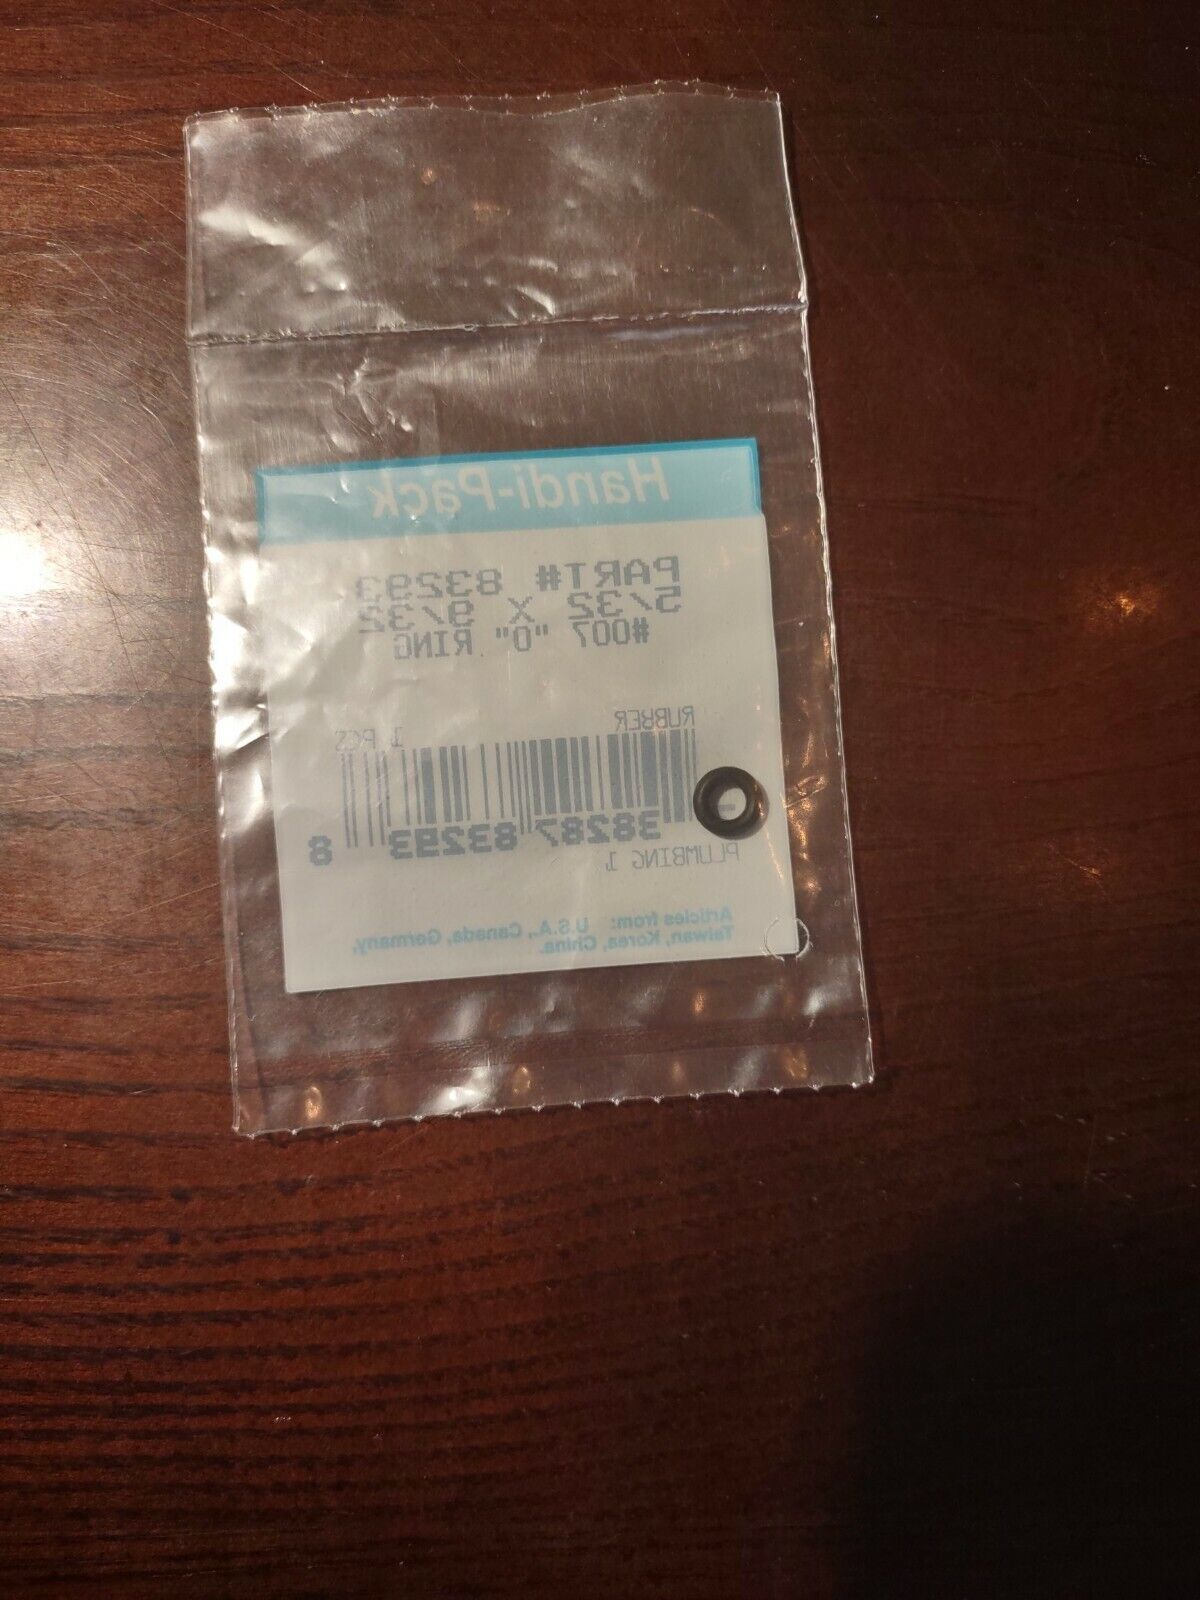 Handi-Pack
PART# 83293
5/32 X 9/32
#007 "O" RING
RUBBER 1 PCS
38287 83293 8
PLUMBING 1
Articles from: U.S.A., Canada, Germany,
Taiwan, Korea, China.